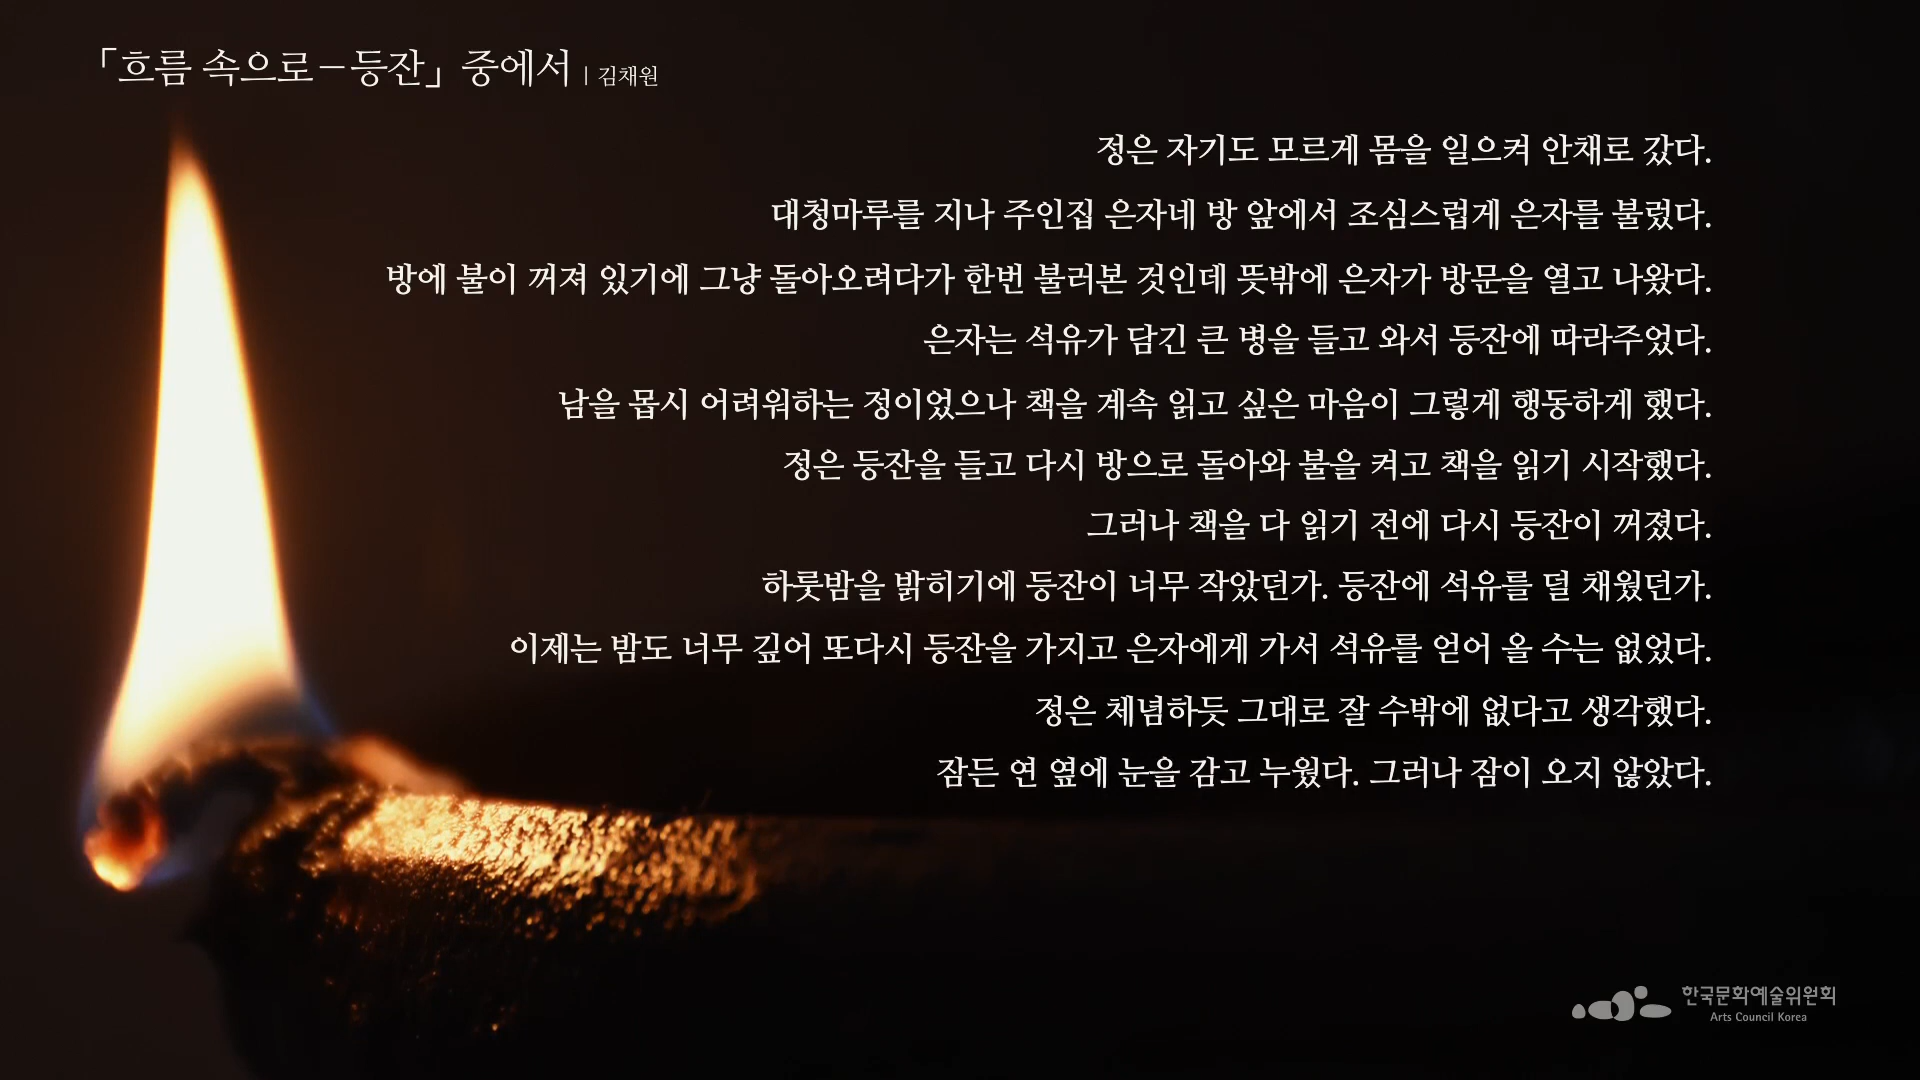 「흐름 속으로－등잔」 중에서 | 김채원
정은 자기도 모르게 몸을 일으켜 안채로 갔다.
대청마루를 지나 주인집 은자네 방 앞에서 조심스럽게 은자를 불렀다.
방에 불이 꺼져 있기에 그냥 돌아오려다가 한번 불러본 것인데 뜻밖에 은자가 방문을 열고 나왔다.
은자는 석유가 담긴 큰 병을 들고 와서 등잔에 따라주었다.
남을 몹시 어려워하는 정이었으나 책을 계속 읽고 싶은 마음이 그렇게 행동하게 했다.
정은 등잔을 들고 다시 방으로 돌아와 불을 켜고 책을 읽기 시작했다.
그러나 책을 다 읽기 전에 다시 등잔이 꺼졌다.
하룻밤을 밝히기에 등잔이 너무 작았던가. 등잔에 석유를 덜 채웠던가.
이제는 밤도 너무 깊어 또다시 등잔을 가지고 은자에게 가서 석유를 얻어 올 수는 없었다.
정은 체념하듯 그대로 잘 수밖에 없다고 생각했다.
잠든 연 옆에 눈을 감고 누웠다. 그러나 잠이 오지 않았다.
한국문화예술위원회
Arts Council Korea